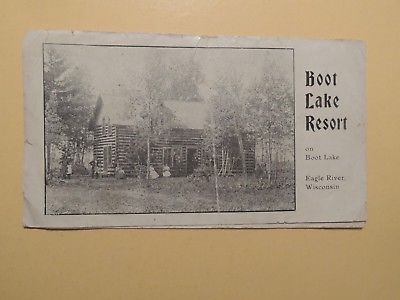 Boot
Lake
Resort
on
Boot Lake
Eagle River,
Wisconsin